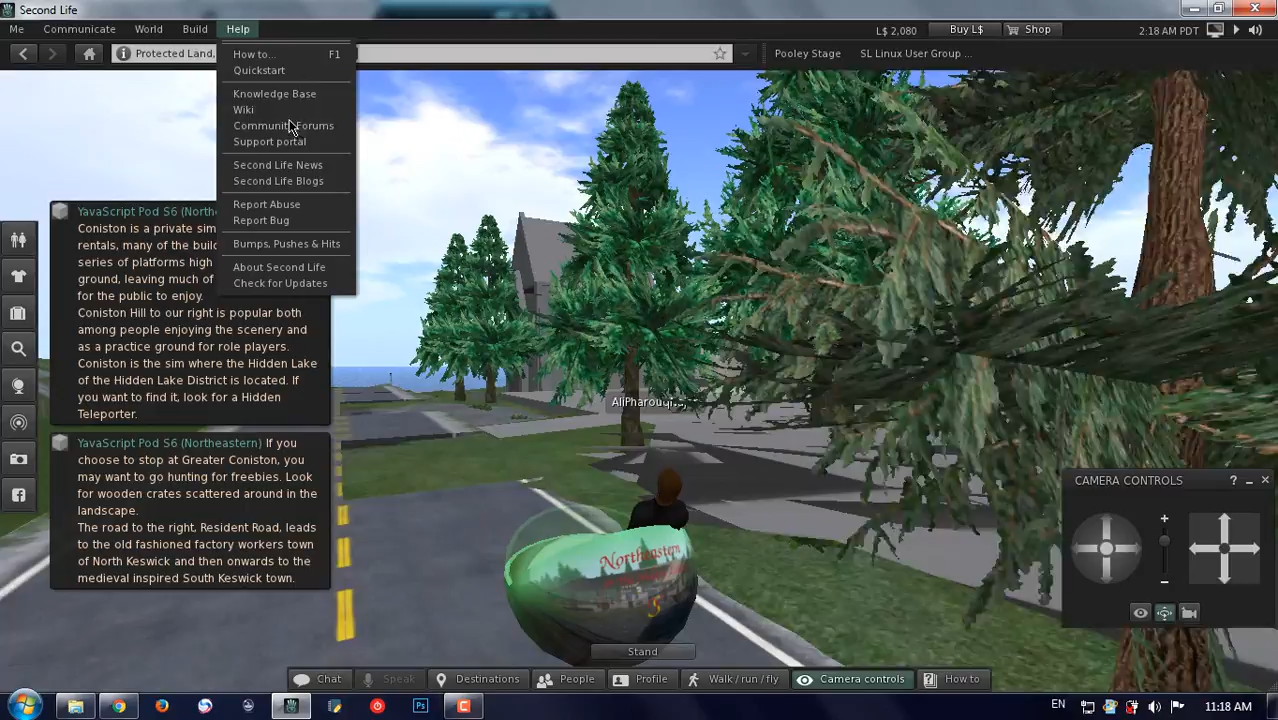 Second Life
Me Communicate World Build Help
L$ 2,080 Buy L$ Shop 2:18 AM PDT
Protected Land,
Pooley Stage SL Linux User Group ...
How to... F1
Quickstart
Knowledge Base
Wiki
Community Forums
Support portal
Second Life News
Second Life Blogs
Report Abuse
Report Bug
Bumps, Pushes & Hits
About Second Life
Check for Updates
YavaScript Pod S6 (Northe
Coniston is a private sim
rentals, many of the build
series of platforms high
ground, leaving much of
for the public to enjoy.
Coniston Hill to our right is popular both
among people enjoying the scenery and
as a practice ground for role players.
Coniston is the sim where the Hidden Lake
of the Hidden Lake District is located. If
you want to find it, look for a Hidden
Teleporter.
YavaScript Pod S6 (Northeastern) If you
choose to stop at Greater Coniston, you
may want to go hunting for freebies. Look
for wooden crates scattered around in the
landscape.
The road to the right, Resident Road, leads
to the old fashioned factory workers town
of North Keswick and then onwards to the
medieval inspired South Keswick town.
Northeastern
5
CAMERA CONTROLS ?
Stand
Chat Speak Destinations People Profile Walk / run / fly Camera controls How to
Ps
EN
11:18 AM